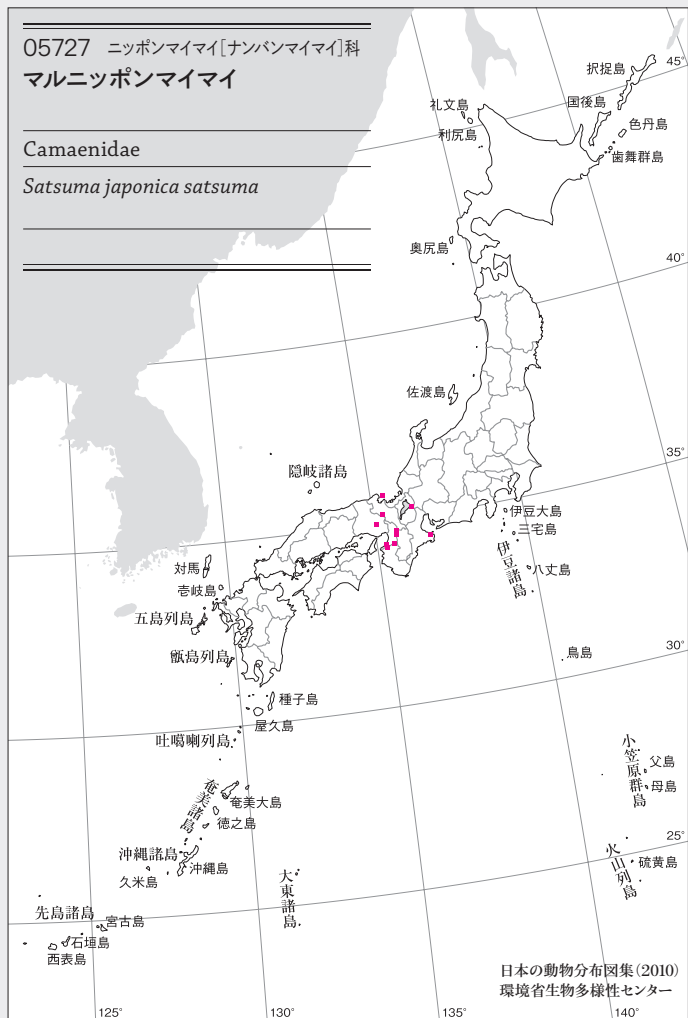 05727 ニッポンマイマイ[ナンバンマイマイ]科
マルニッポンマイマイ
Camaenidae
Satsuma japonica satsuma
択捉島
45°
礼文島
国後島
色丹島
利尻島
歯舞群島
奥尻島
40°
佐渡島
35°
隠岐諸島
伊豆大島
三宅島
伊豆諸島
八丈島
対馬
壱岐島
五島列島
甑島列島
鳥島
30°
種子島
屋久島
吐噶喇列島
小笠原群島
父島
母島
奄美諸島
奄美大島
徳之島
25°
沖縄諸島
沖縄島
久米島
大東諸島
火山列島
硫黄島
先島諸島
宮古島
石垣島
西表島
日本の動物分布図集(2010)
環境省生物多様性センター
125°
130°
135°
140°